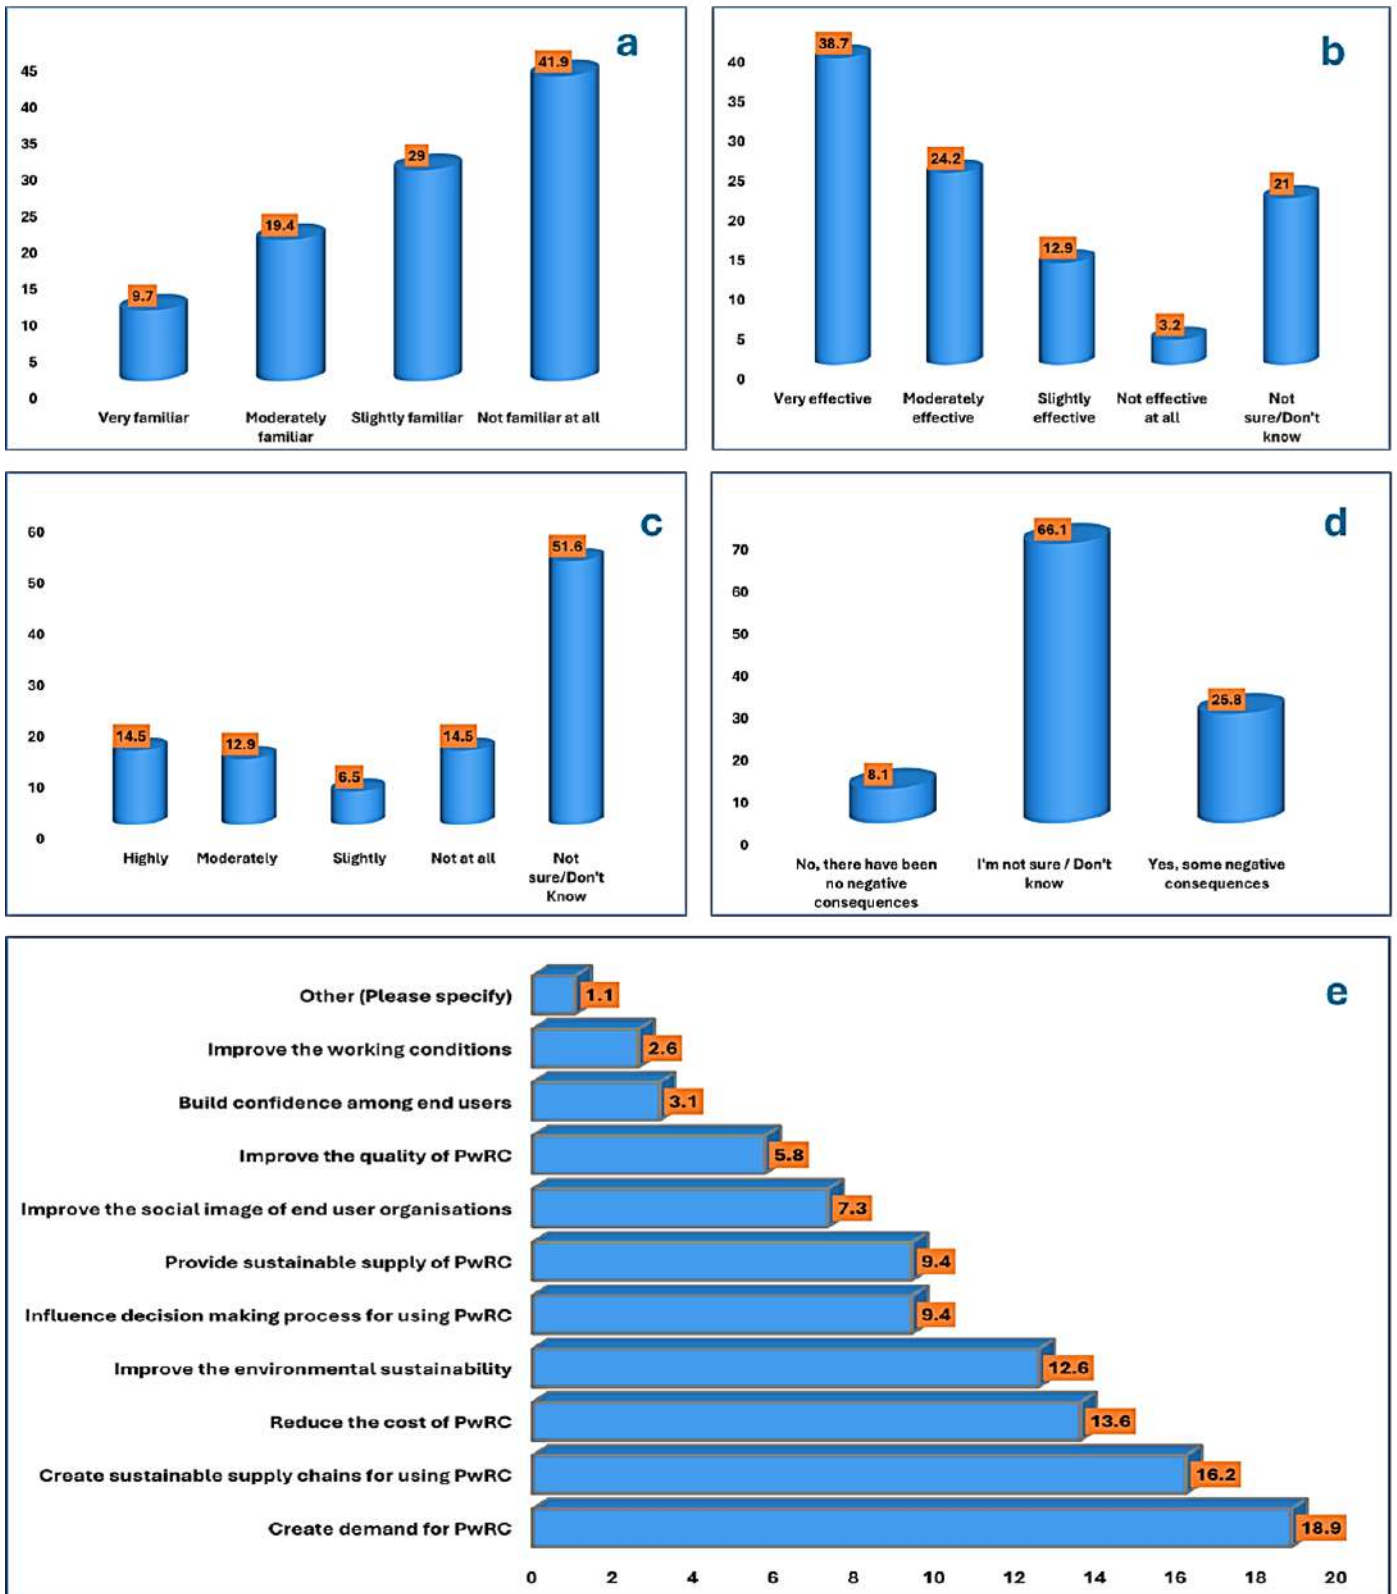 a
45
40
35
30
25
20
15
10
5
0
9.7
19.4
29
41.9
Very familiar
Moderately
familiar
Slightly familiar
Not familiar at all
b
40
35
30
25
20
15
10
5
0
38.7
24.2
12.9
3.2
21
Very effective
Moderately
effective
Slightly
effective
Not effective
at all
Not
sure/Don't
know
c
60
50
40
30
20
10
0
14.5
12.9
6.5
14.5
51.6
Highly
Moderately
Slightly
Not at all
Not
sure/Don't
Know
d
70
60
50
40
30
20
10
0
8.1
66.1
25.8
No, there have been
no negative
consequences
I'm not sure / Don't
know
Yes, some negative
consequences
e
Other (Please specify) 1.1
Improve the working conditions 2.6
Build confidence among end users 3.1
Improve the quality of PwRC 5.8
Improve the social image of end user organisations 7.3
Provide sustainable supply of PwRC 9.4
Influence decision making process for using PwRC 9.4
Improve the environmental sustainability 12.6
Reduce the cost of PwRC 13.6
Create sustainable supply chains for using PwRC 16.2
Create demand for PwRC 18.9
0 2 4 6 8 10 12 14 16 18 20